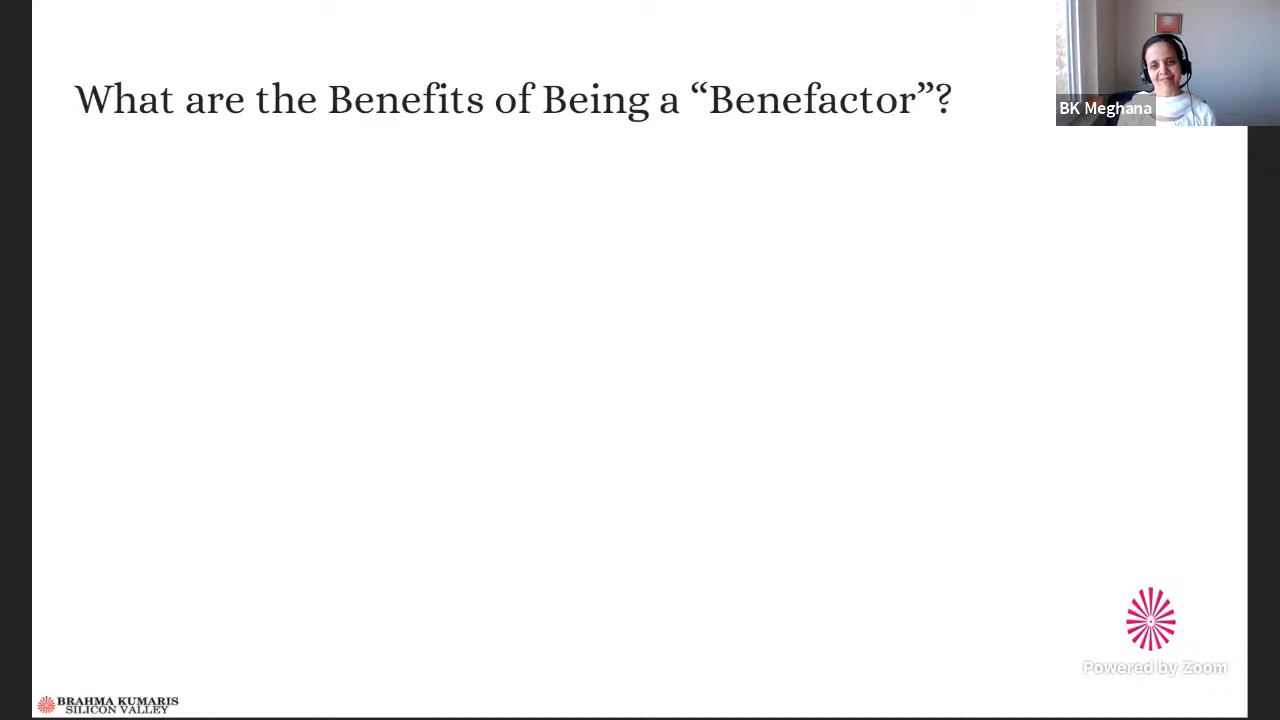 What are the Benefits of Being a “Benefactor”?
BK Meghana
Powered by Zoom
BRAHMA KUMARIS
SILICON VALLEY